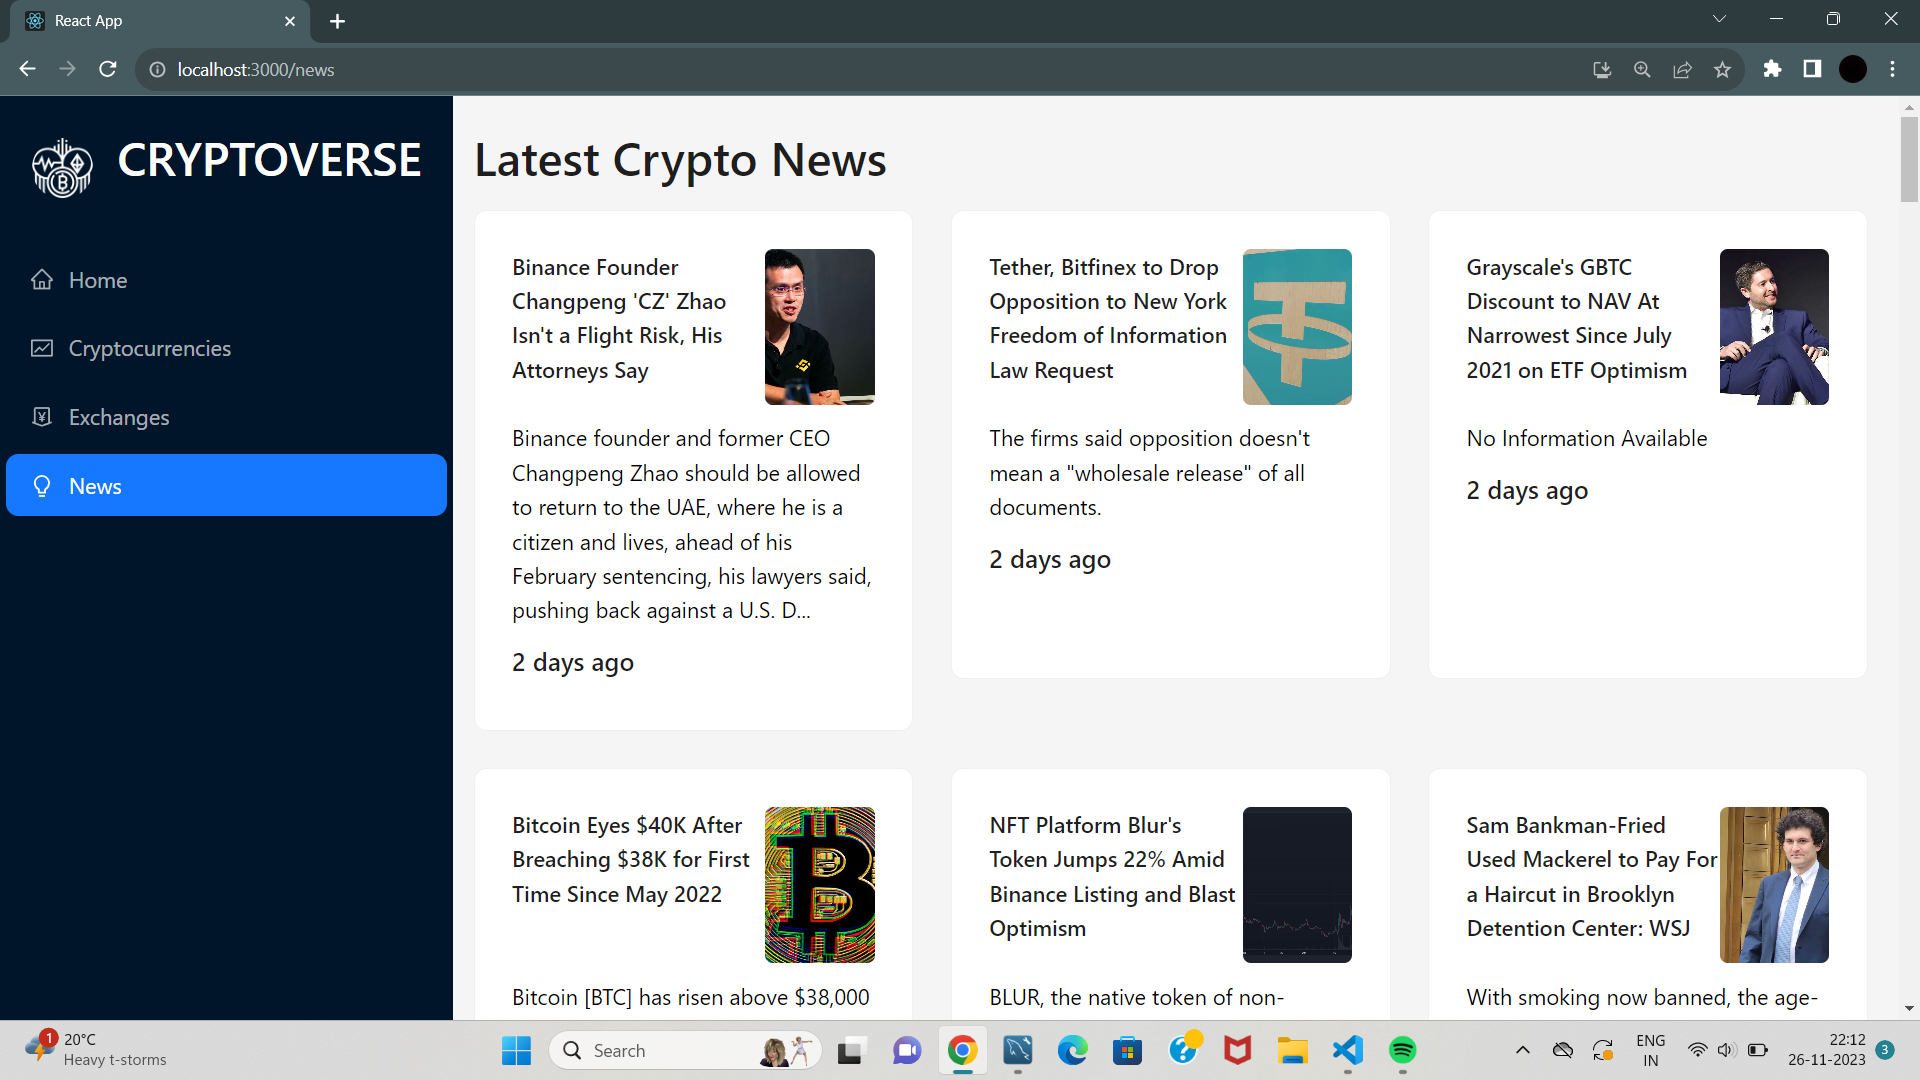 React App
localhost:3000/news
CRYPTOVERSE
Home
Cryptocurrencies
Exchanges
News
Latest Crypto News
Binance Founder
Changpeng 'CZ' Zhao
Isn't a Flight Risk, His
Attorneys Say
Binance founder and former CEO
Changpeng Zhao should be allowed
to return to the UAE, where he is a
citizen and lives, ahead of his
February sentencing, his lawyers said,
pushing back against a U.S. D...
2 days ago
Tether, Bitfinex to Drop
Opposition to New York
Freedom of Information
Law Request
The firms said opposition doesn't
mean a "wholesale release" of all
documents.
2 days ago
Grayscale's GBTC
Discount to NAV At
Narrowest Since July
2021 on ETF Optimism
No Information Available
2 days ago
Bitcoin Eyes $40K After
Breaching $38K for First
Time Since May 2022
Bitcoin [BTC] has risen above $38,000
NFT Platform Blur's
Token Jumps 22% Amid
Binance Listing and Blast
Optimism
BLUR, the native token of non-
Sam Bankman-Fried
Used Mackerel to Pay For
a Haircut in Brooklyn
Detention Center: WSJ
With smoking now banned, the age-
1
20°C
Heavy t-storms
Search
ENG
IN
22:12
26-11-2023
3